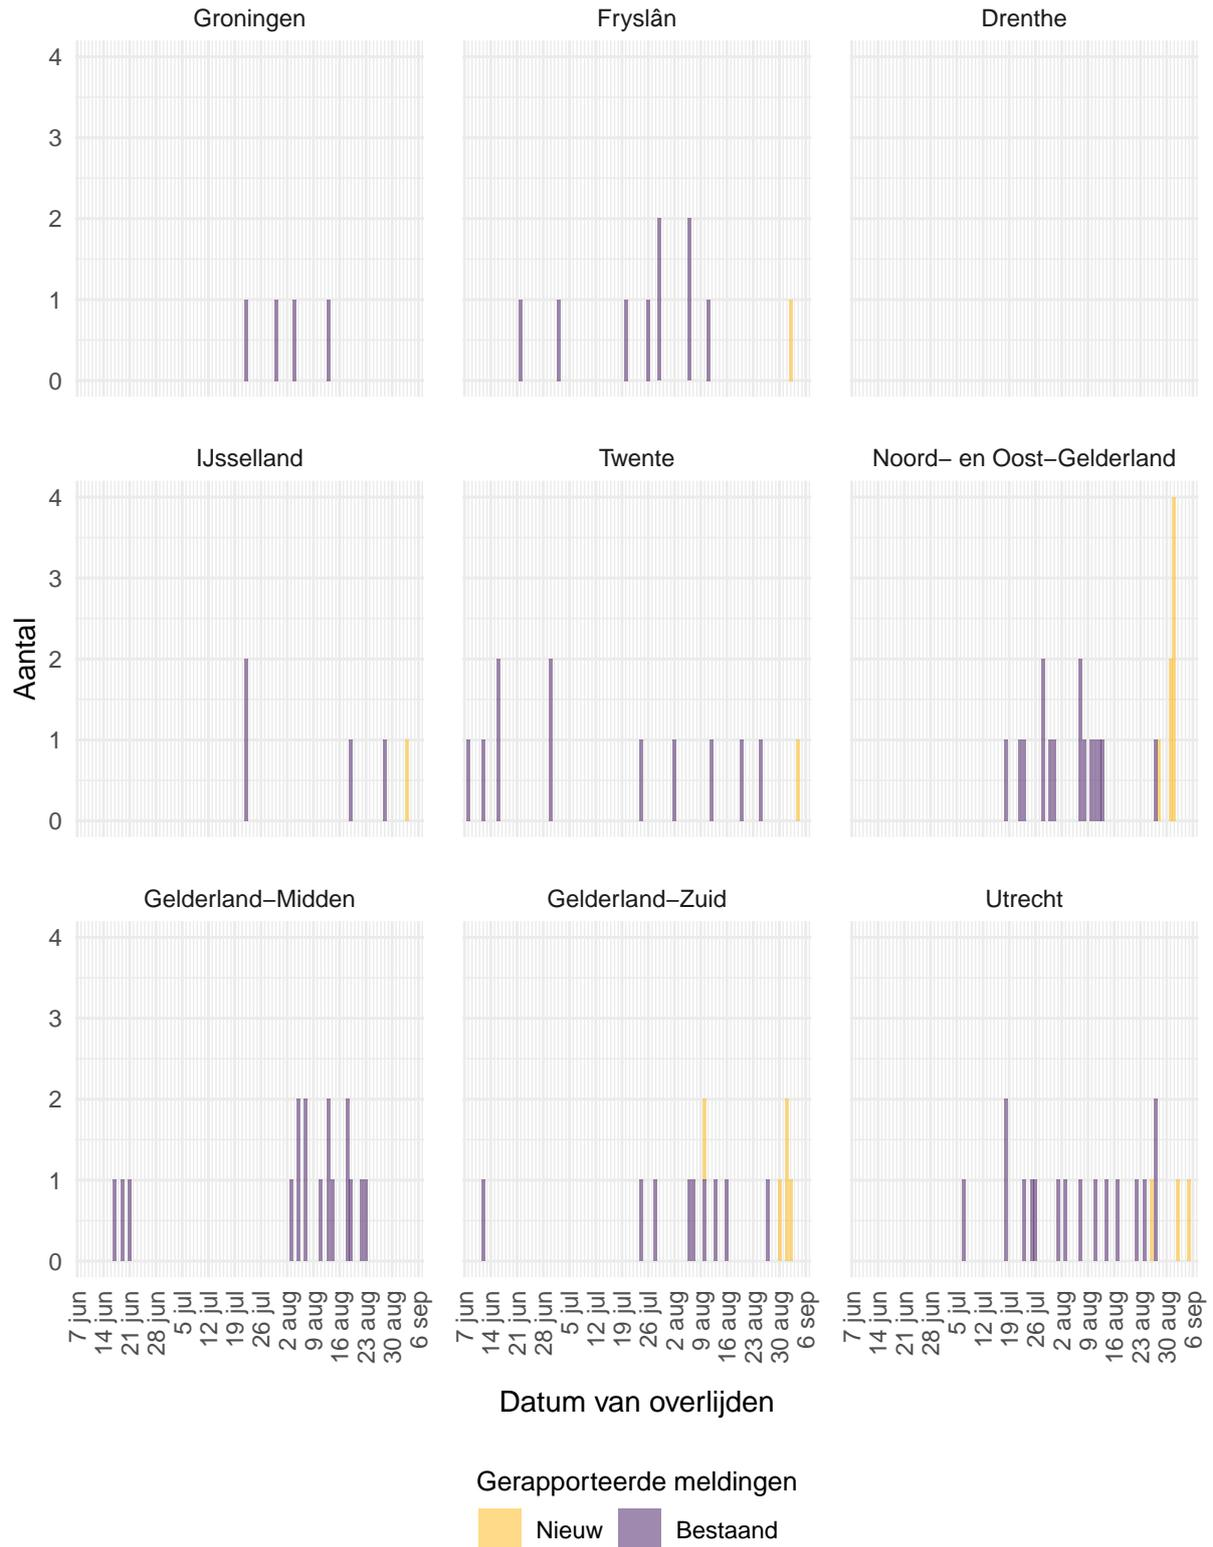 Groningen Fryslân Drenthe
4
3
2
1
0
IJsselland Twente Noord− en Oost−Gelderland
4
3
2
1
0
Aantal
Gelderland−Midden Gelderland−Zuid Utrecht
4
3
2
1
0
7 jun 14 jun 21 jun 28 jun 5 jul 12 jul 19 jul 26 jul 2 aug 9 aug 16 aug 23 aug 30 aug 6 sep
7 jun 14 jun 21 jun 28 jun 5 jul 12 jul 19 jul 26 jul 2 aug 9 aug 16 aug 23 aug 30 aug 6 sep
7 jun 14 jun 21 jun 28 jun 5 jul 12 jul 19 jul 26 jul 2 aug 9 aug 16 aug 23 aug 30 aug 6 sep
Datum van overlijden
Gerapporteerde meldingen
Nieuw Bestaand